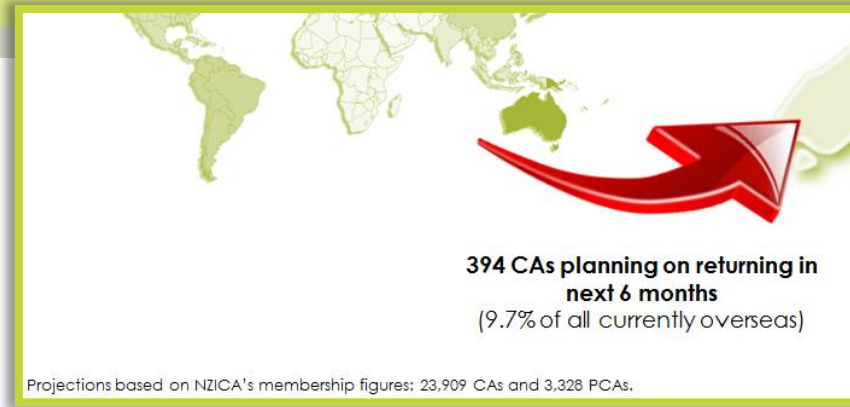 394 CAs planning on returning in
next 6 months
(9.7% of all currently overseas)
Projections based on NZICA's membership figures: 23,909 CAs and 3,328 PCAs.